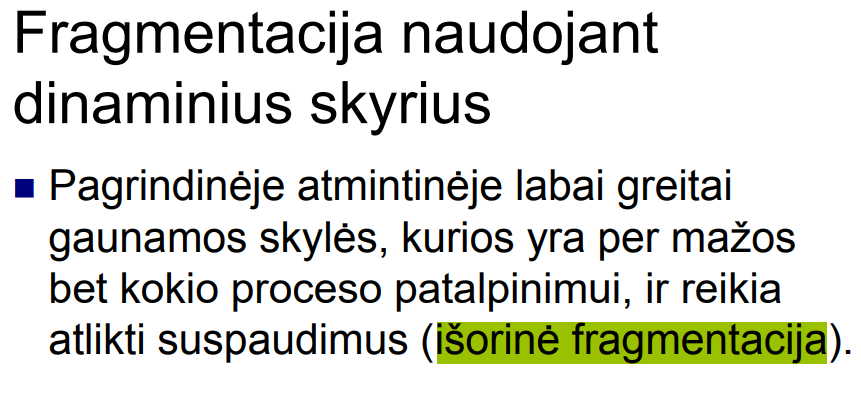 Fragmentacija naudojant
dinaminius skyrius
■ Pagrindinėje atmintinėje labai greitai
gaunamos skylės, kurios yra per mažos
bet kokio proceso patalpinimui, ir reikia
atlikti suspaudimus (išorinė fragmentacija).